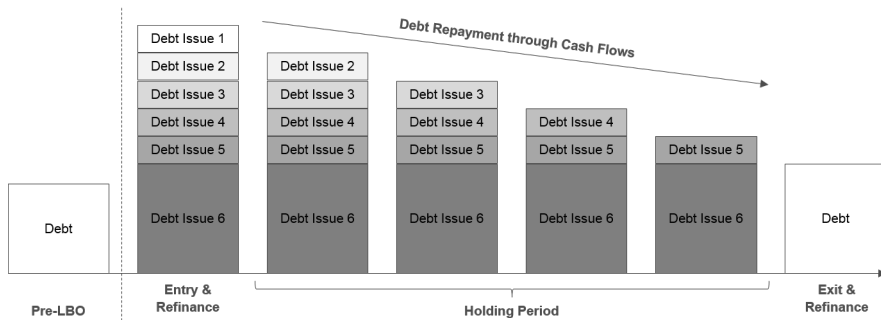 Debt Repayment through Cash Flows
Debt Issue 1
Debt Issue 2
Debt Issue 2
Debt Issue 3
Debt Issue 3
Debt Issue 3
Debt Issue 4
Debt Issue 4
Debt Issue 4
Debt Issue 4
Debt Issue 5
Debt Issue 5
Debt Issue 5
Debt Issue 5
Debt Issue 5
Debt
Debt Issue 6
Debt Issue 6
Debt Issue 6
Debt Issue 6
Debt Issue 6
Debt
Pre-LBO
Entry &
Refinance
Holding Period
Exit &
Refinance